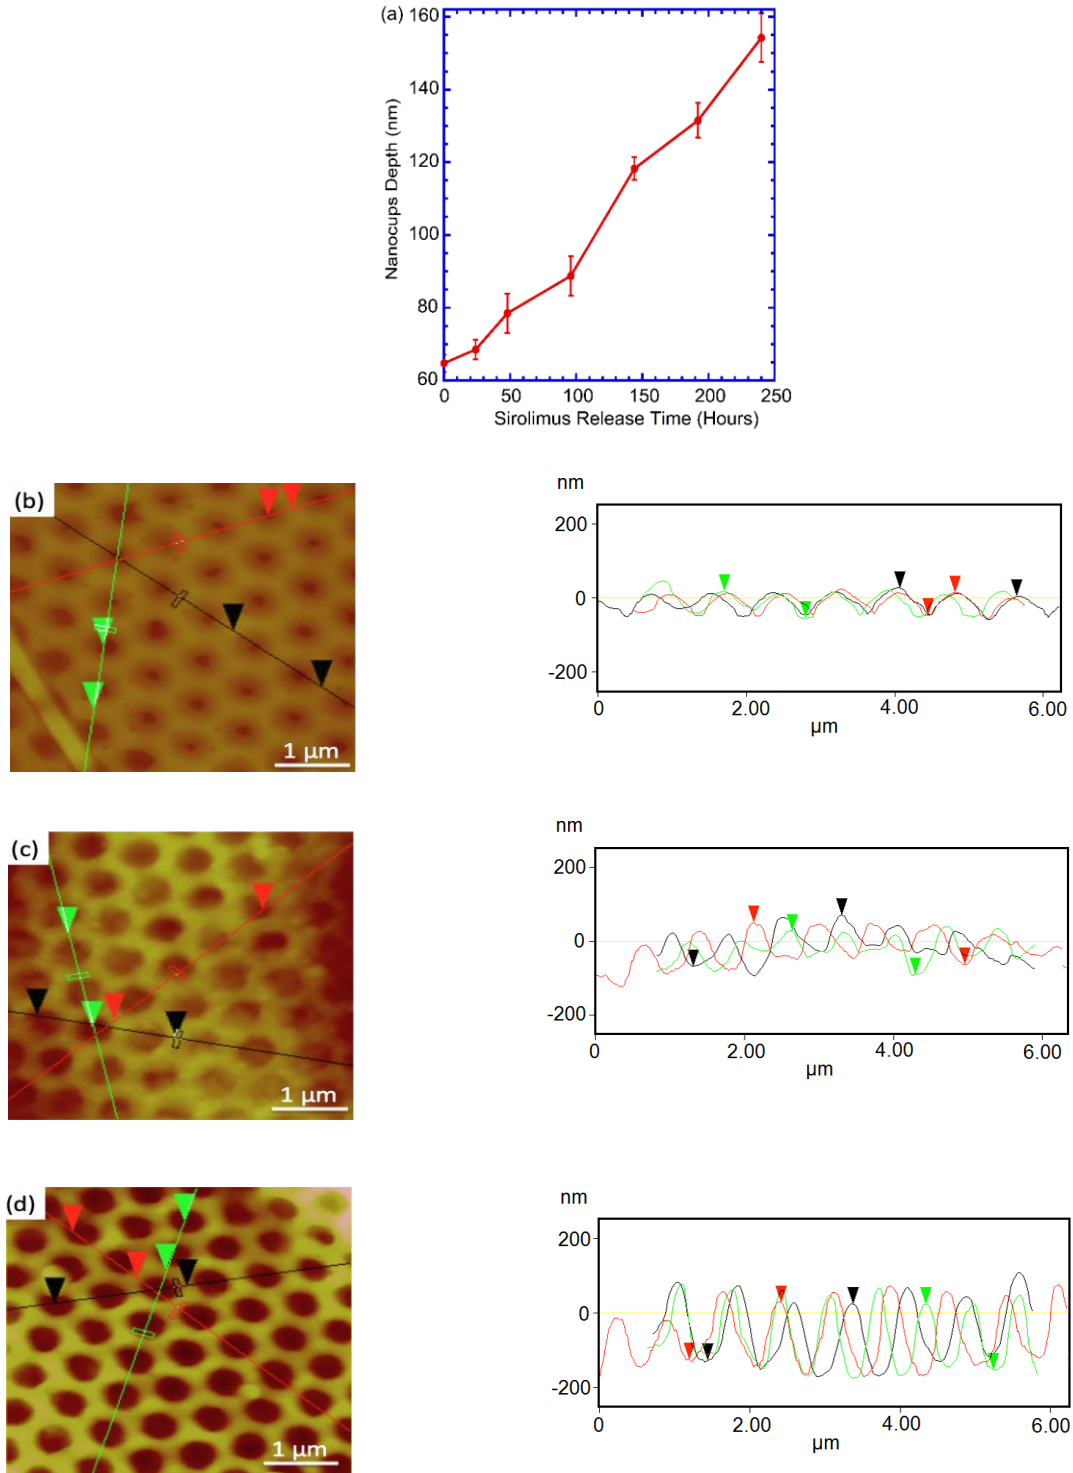 (a)
160
140
120
100
80
60
Nanocups Depth (nm)
0 50 100 150 200 250
Sirolimus Release Time (Hours)
(b)
1 µm
nm
200
0
-200
0 2.00 4.00 6.00
µm
(c)
1 µm
nm
200
0
-200
0 2.00 4.00 6.00
µm
(d)
1 µm
nm
200
0
-200
0 2.00 4.00 6.00
µm